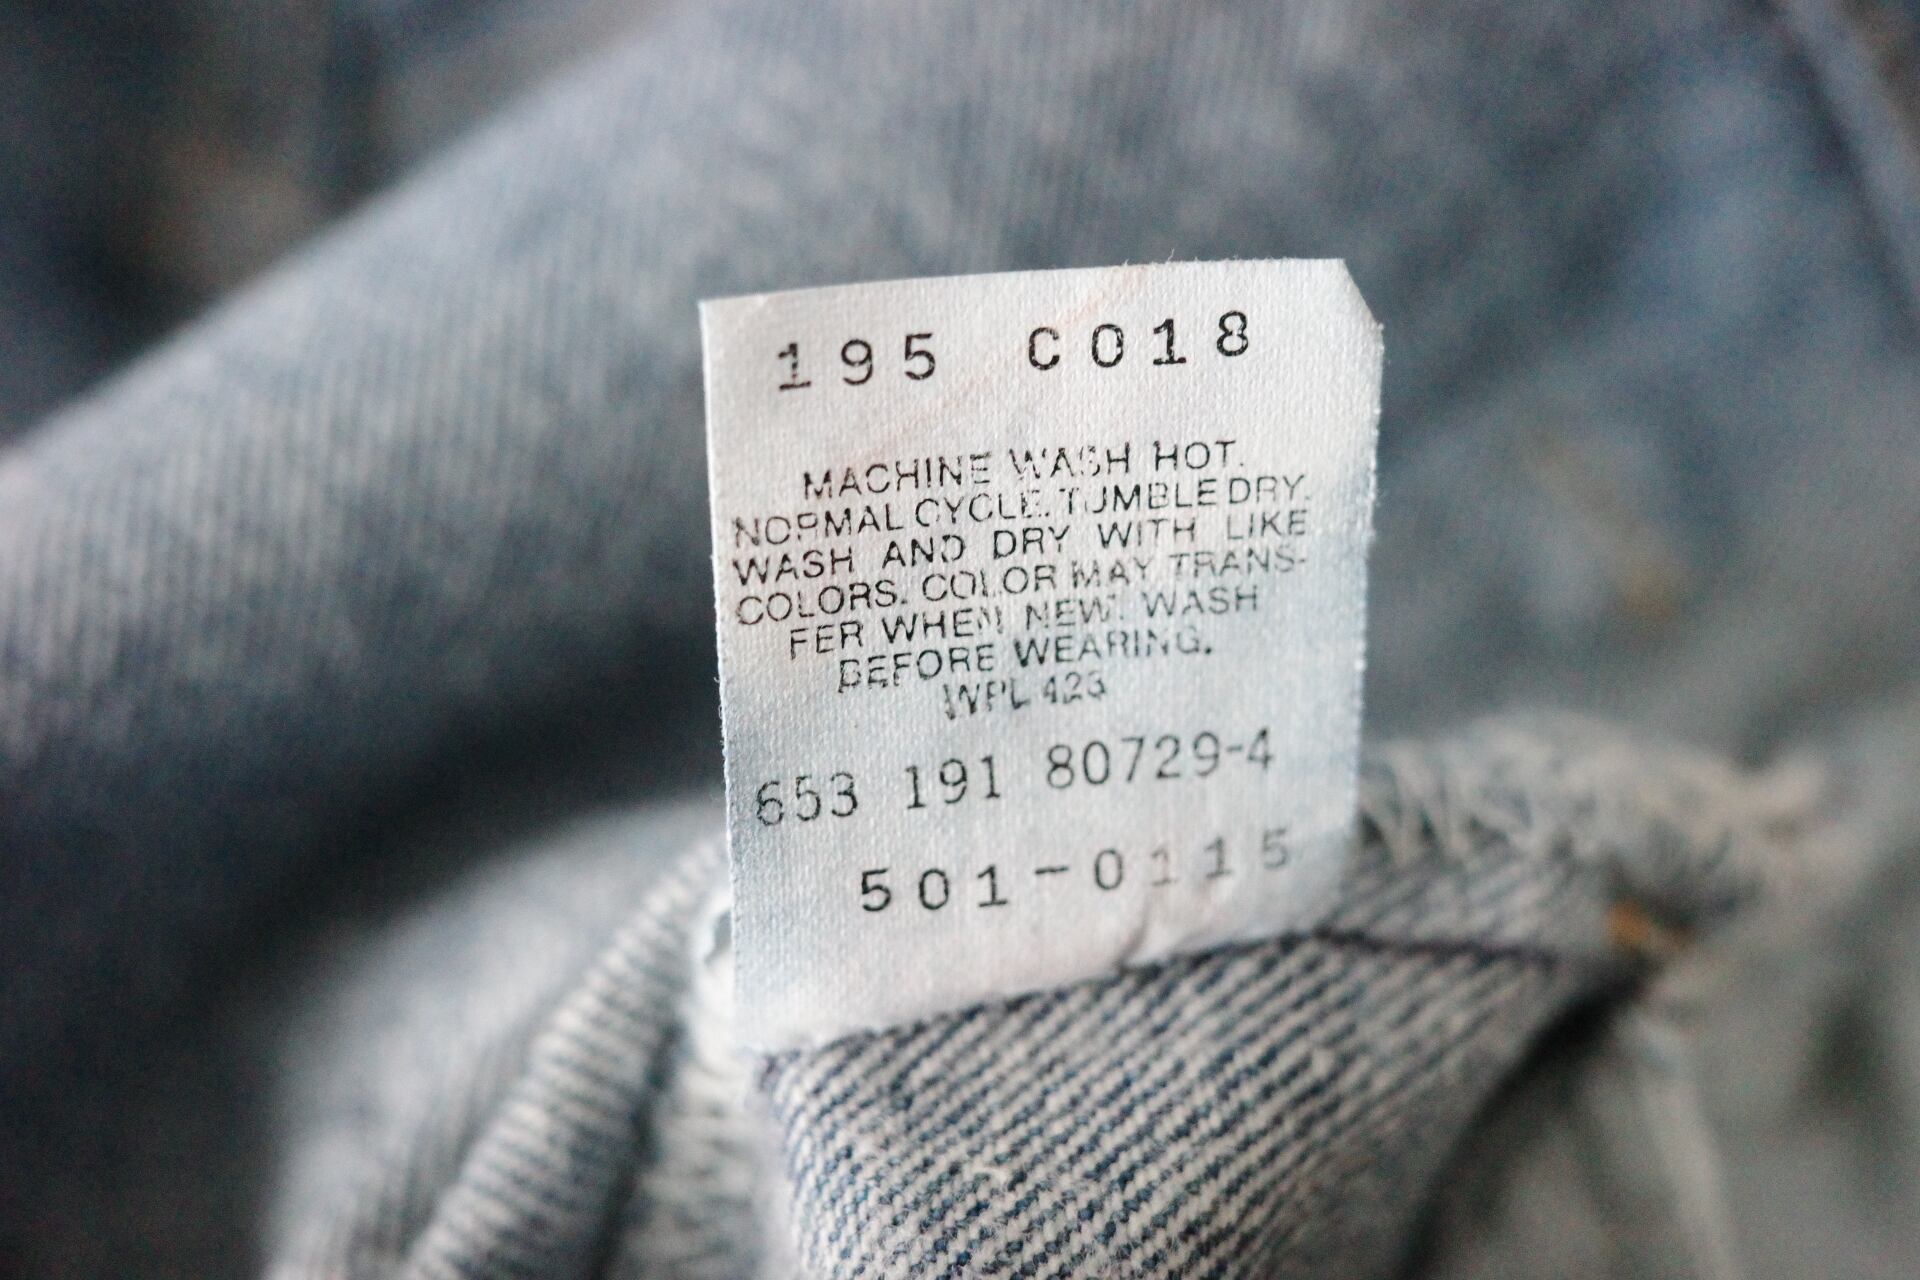 195 C018
MACHINE WASH HOT.
NORMAL CYCLE. TUMBLE DRY.
WASH AND DRY WITH LIKE
COLORS. COLOR MAY TRANS-
FER WHEN NEW. WASH
BEFORE WEARING.
WPL 423
653 191 80729-4
501-0115